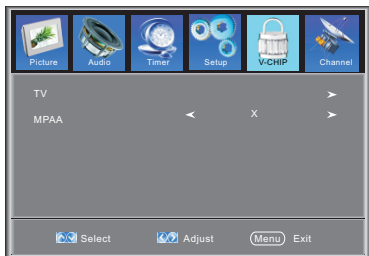 Picture Audio Timer Setup V-CHIP Channel
TV
MPAA X
Select Adjust Menu Exit